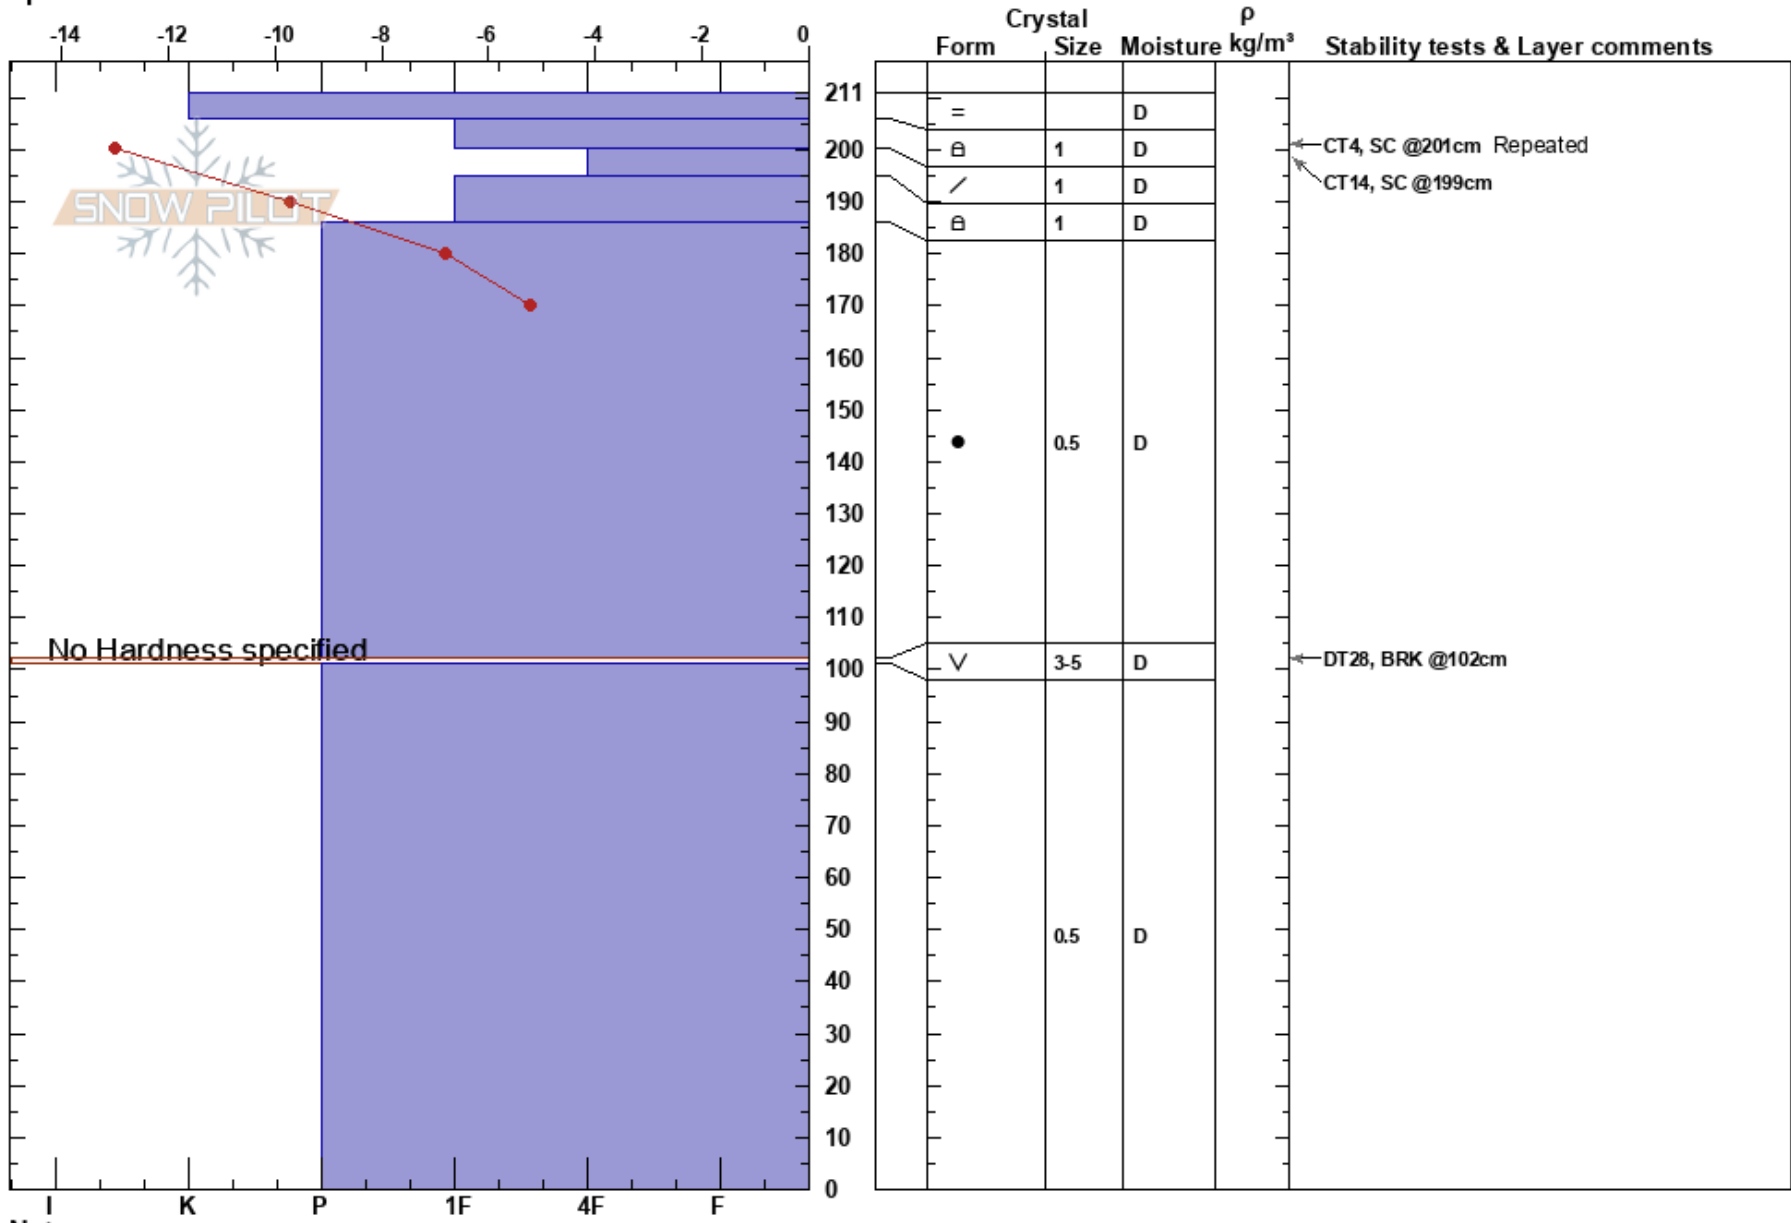 Crystal ρ
-14 -12 -10 -8 -6 -4 -2 0 Form Size Moisture kg/m³ Stability tests & Layer comments
211
= D
200 1 D CT4, SC @201cm Repeated
SNOW PILOT
1 D CT14, SC @199cm
190
1 D
180
170
160
150
140 0.5 D
130
120
110
No Hardness specified
100 V 3-5 D DT28, BRK @102cm
90
80
70
60
50 0.5 D
40
30
20
10
0
I K P 1F 4F F